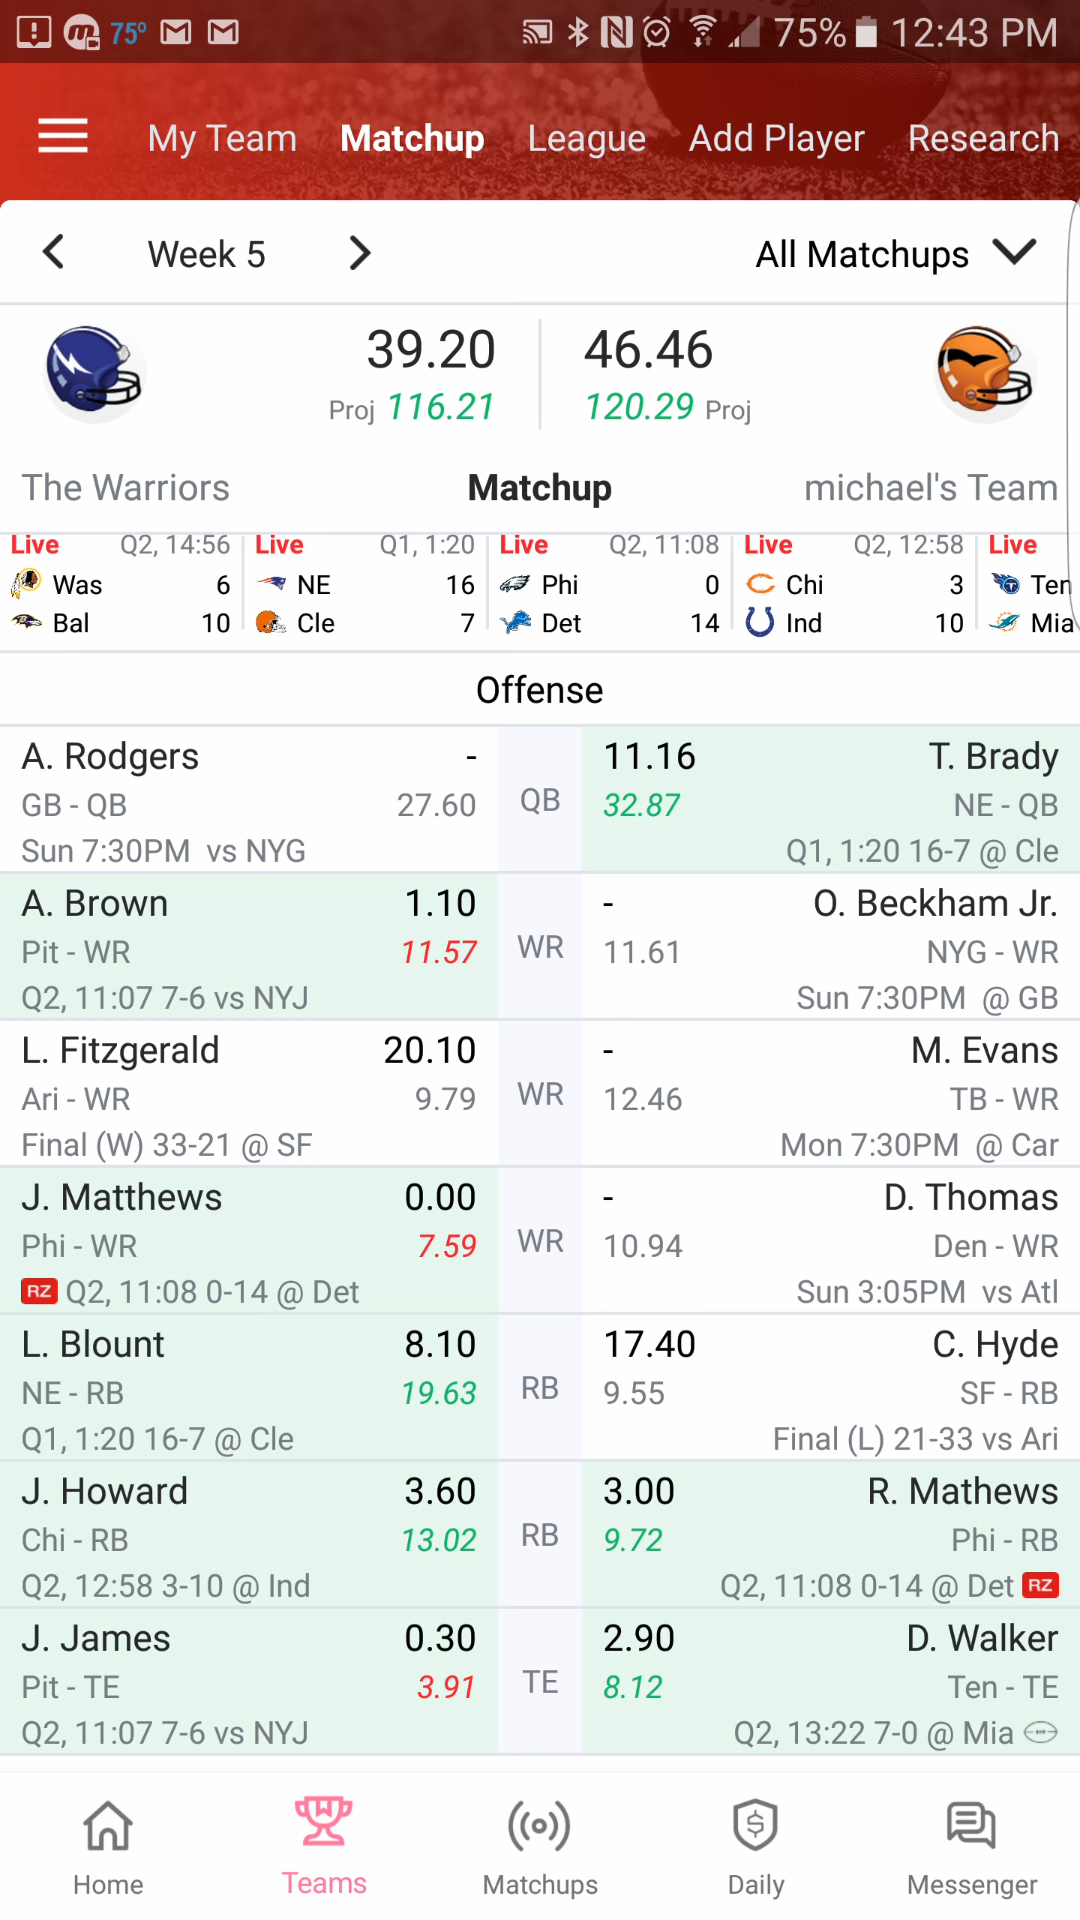 75° 75% 12:43 PM
My Team Matchup League Add Player Research
Week 5 All Matchups
39.20 46.46
Proj 116.21 120.29 Proj
The Warriors Matchup michael's Team
Live Q2, 14:56 Live Q1, 1:20 Live Q2, 11:08 Live Q2, 12:58 Live
Was 6 NE 16 Phi 0 Chi 3 Ten
Bal 10 Cle 7 Det 14 Ind 10 Mia
Offense
A. Rodgers - 11.16 T. Brady
GB - QB 27.60 QB 32.87 NE - QB
Sun 7:30PM vs NYG Q1, 1:20 16-7 @ Cle
A. Brown 1.10 - O. Beckham Jr.
Pit - WR 11.57 WR 11.61 NYG - WR
Q2, 11:07 7-6 vs NYJ Sun 7:30PM @ GB
L. Fitzgerald 20.10 - M. Evans
Ari - WR 9.79 WR 12.46 TB - WR
Final (W) 33-21 @ SF Mon 7:30PM @ Car
J. Matthews 0.00 - D. Thomas
Phi - WR 7.59 WR 10.94 Den - WR
RZ Q2, 11:08 0-14 @ Det Sun 3:05PM vs Atl
L. Blount 8.10 17.40 C. Hyde
NE - RB 19.63 RB 9.55 SF - RB
Q1, 1:20 16-7 @ Cle Final (L) 21-33 vs Ari
J. Howard 3.60 3.00 R. Mathews
Chi - RB 13.02 RB 9.72 Phi - RB
Q2, 12:58 3-10 @ Ind Q2, 11:08 0-14 @ Det RZ
J. James 0.30 2.90 D. Walker
Pit - TE 3.91 TE 8.12 Ten - TE
Q2, 11:07 7-6 vs NYJ Q2, 13:22 7-0 @ Mia
Home Teams Matchups Daily Messenger